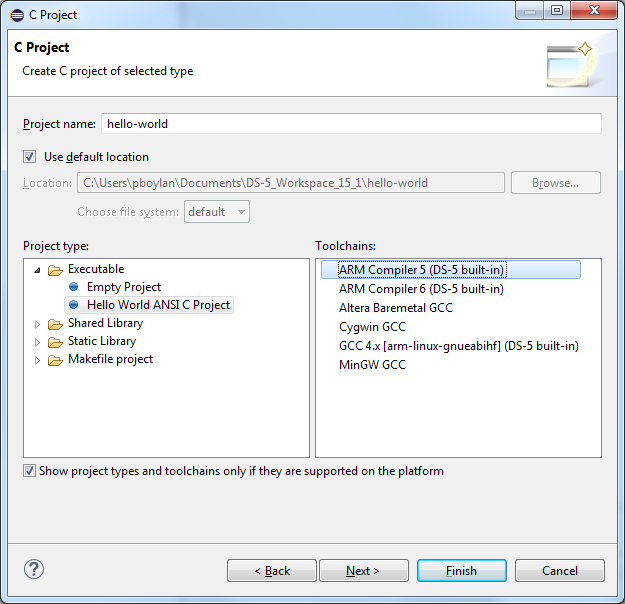 C Project
C Project
Create C project of selected type
Project name: hello-world
Use default location
Location: C:\Users\pboylan\Documents\DS-5_Workspace_15_1\hello-world Browse...
Choose file system: default
Project type:
Executable
Empty Project
Hello World ANSI C Project
Shared Library
Static Library
Makefile project
Toolchains:
ARM Compiler 5 (DS-5 built-in)
ARM Compiler 6 (DS-5 built-in)
Altera Baremetal GCC
Cygwin GCC
GCC 4.x [arm-linux-gnueabihf] (DS-5 built-in)
MinGW GCC
Show project types and toolchains only if they are supported on the platform
? < Back Next > Finish Cancel